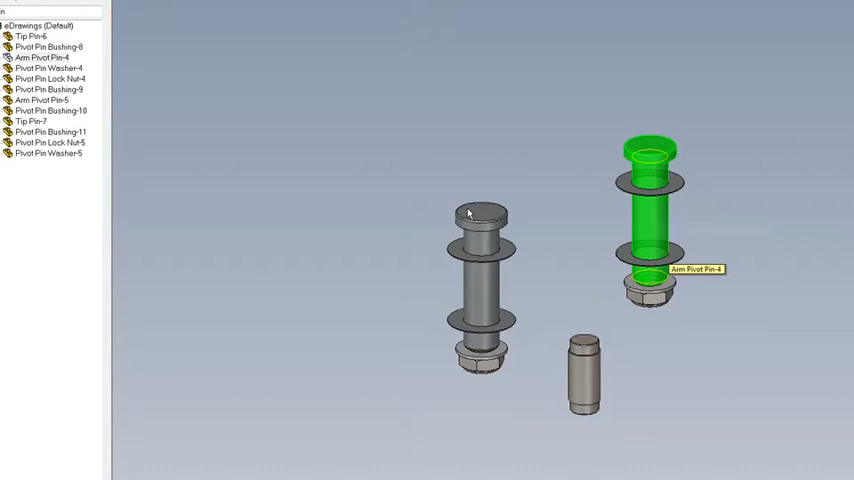 in
eDrawings (Default)
Tip Pin-6
Pivot Pin Bushing-8
Arm Pivot Pin-4
Pivot Pin Washer-4
Pivot Pin Lock Nut-4
Pivot Pin Bushing-9
Arm Pivot Pin-5
Pivot Pin Bushing-10
Tip Pin-7
Pivot Pin Bushing-11
Pivot Pin Lock Nut-5
Pivot Pin Washer-5
Arm Pivot Pin-4